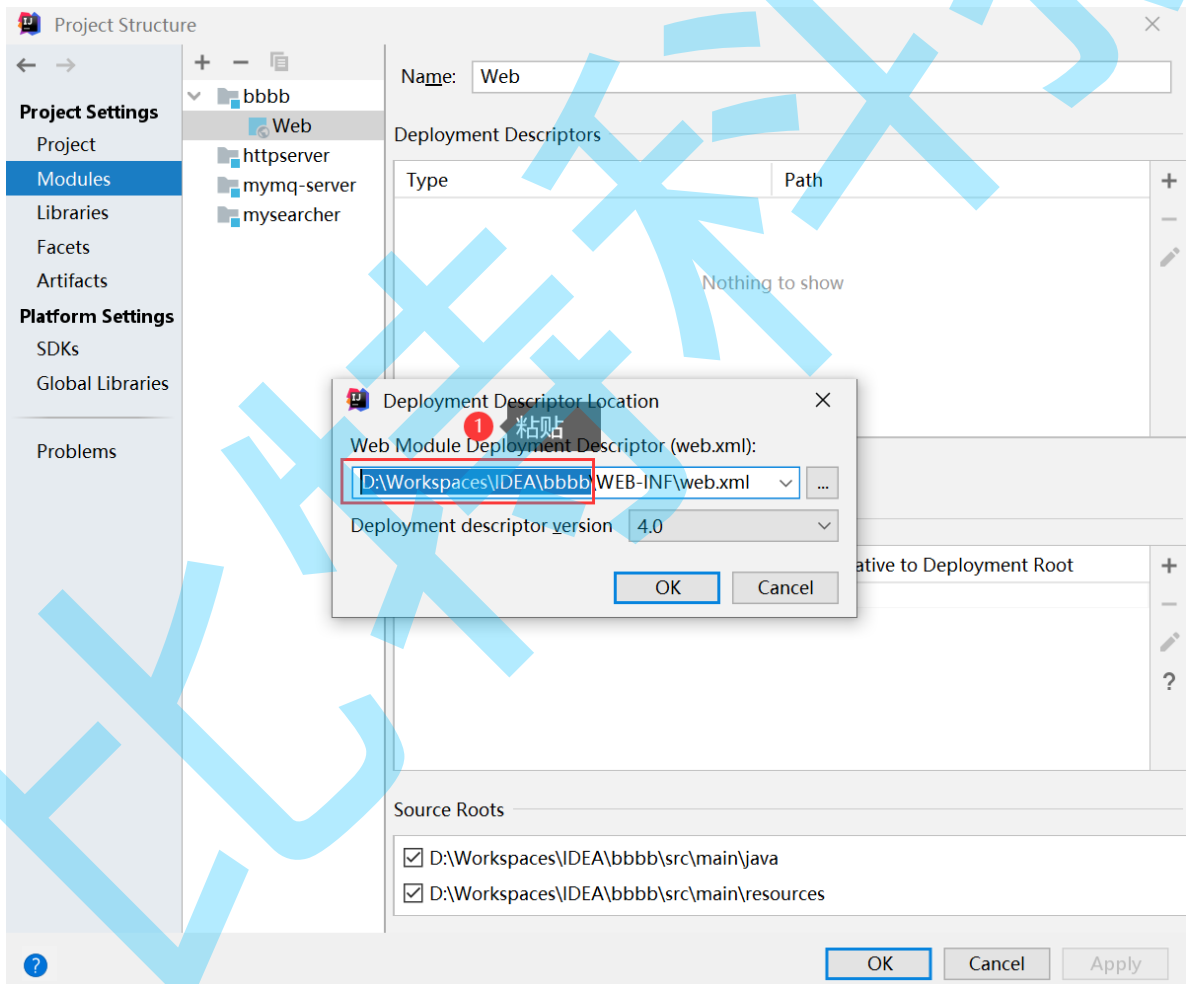 Project Structure
Project Settings
Project
Modules
Libraries
Facets
Artifacts
Platform Settings
SDKs
Global Libraries
Problems
bbbb
Web
httpserver
mymq-server
mysearcher
Name: Web
Deployment Descriptors
Type Path
Nothing to show
Deployment Descriptor Location
1 粘贴
Web Module Deployment Descriptor (web.xml):
D:\Workspaces\IDEA\bbbb\WEB-INF\web.xml ...
Deployment descriptor version 4.0
OK Cancel
ative to Deployment Root
?
Source Roots
D:\Workspaces\IDEA\bbbb\src\main\java
D:\Workspaces\IDEA\bbbb\src\main\resources
? OK Cancel Apply
比特科